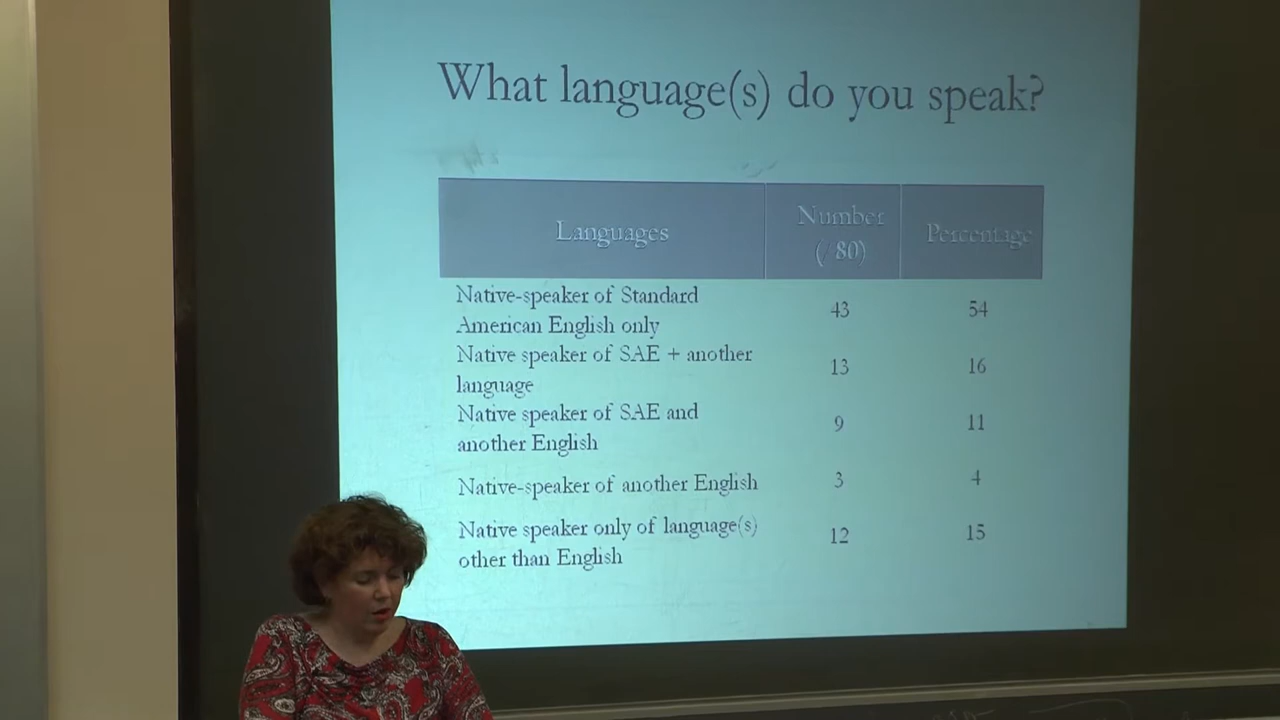 What language(s) do you speak?
Languages
Number
(/ 80)
Percentage
Native-speaker of Standard
American English only
43
54
Native speaker of SAE + another
language
13
16
Native speaker of SAE and
another English
9
11
Native-speaker of another English
3
4
Native speaker only of language(s)
other than English
12
15